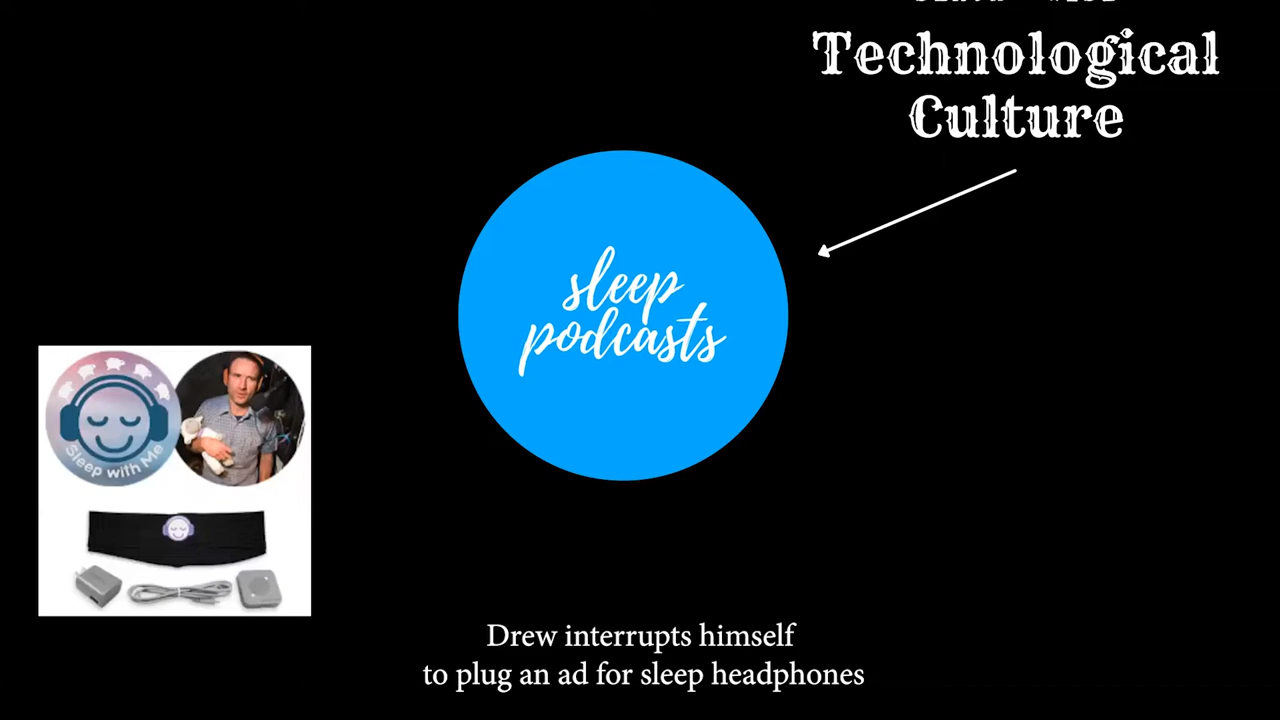 Technological
Culture
sleep
podcasts
Sleep with Me
Drew interrupts himself
to plug an ad for sleep headphones